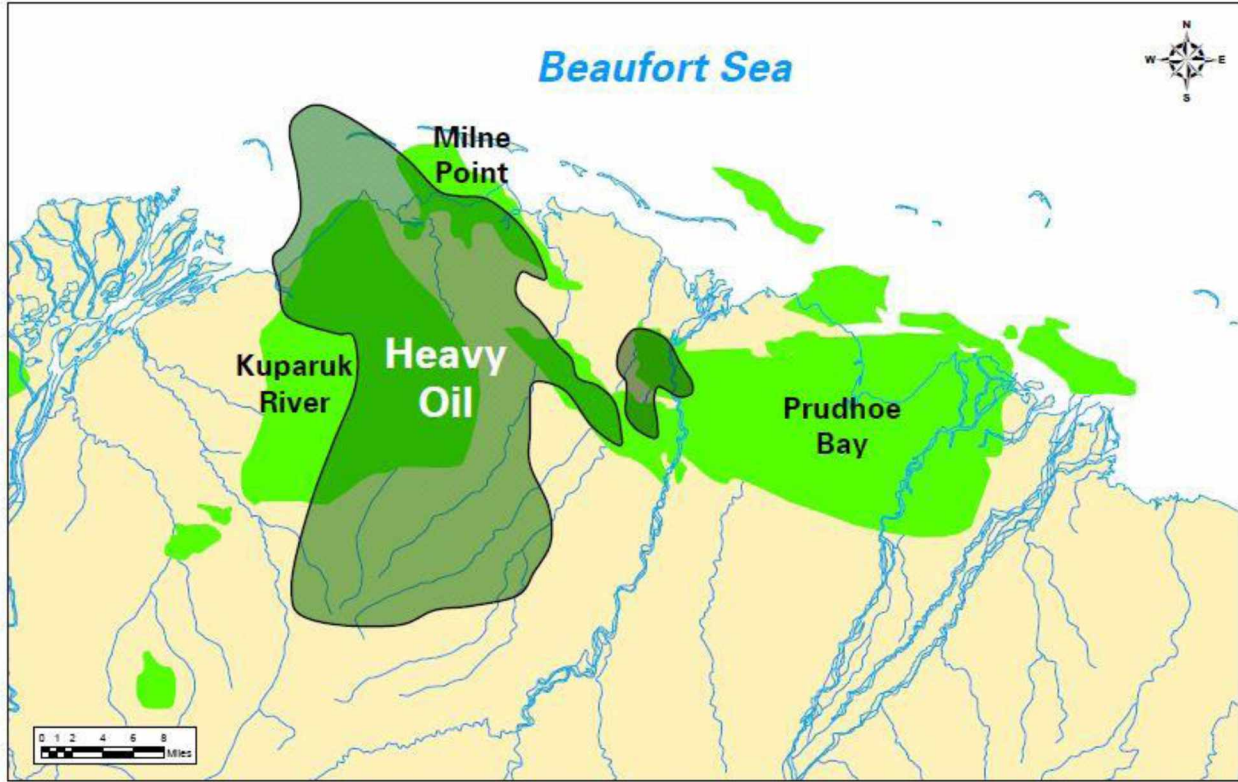 N
W E
S
Beaufort Sea
Milne
Point
Kuparuk
River
Heavy
Oil
Prudhoe
Bay
0 1 2 4 6 8
Miles